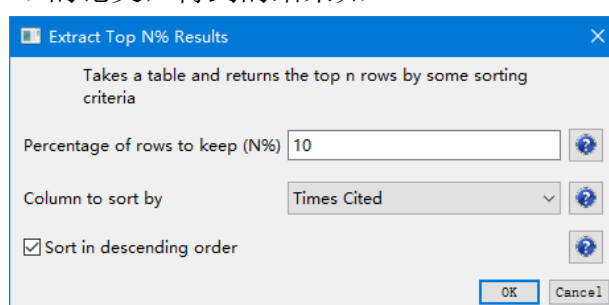 Extract Top N% Results
Takes a table and returns the top n rows by some sorting
criteria
Percentage of rows to keep (N%) 10
Column to sort by Times Cited
Sort in descending order
OK Cancel